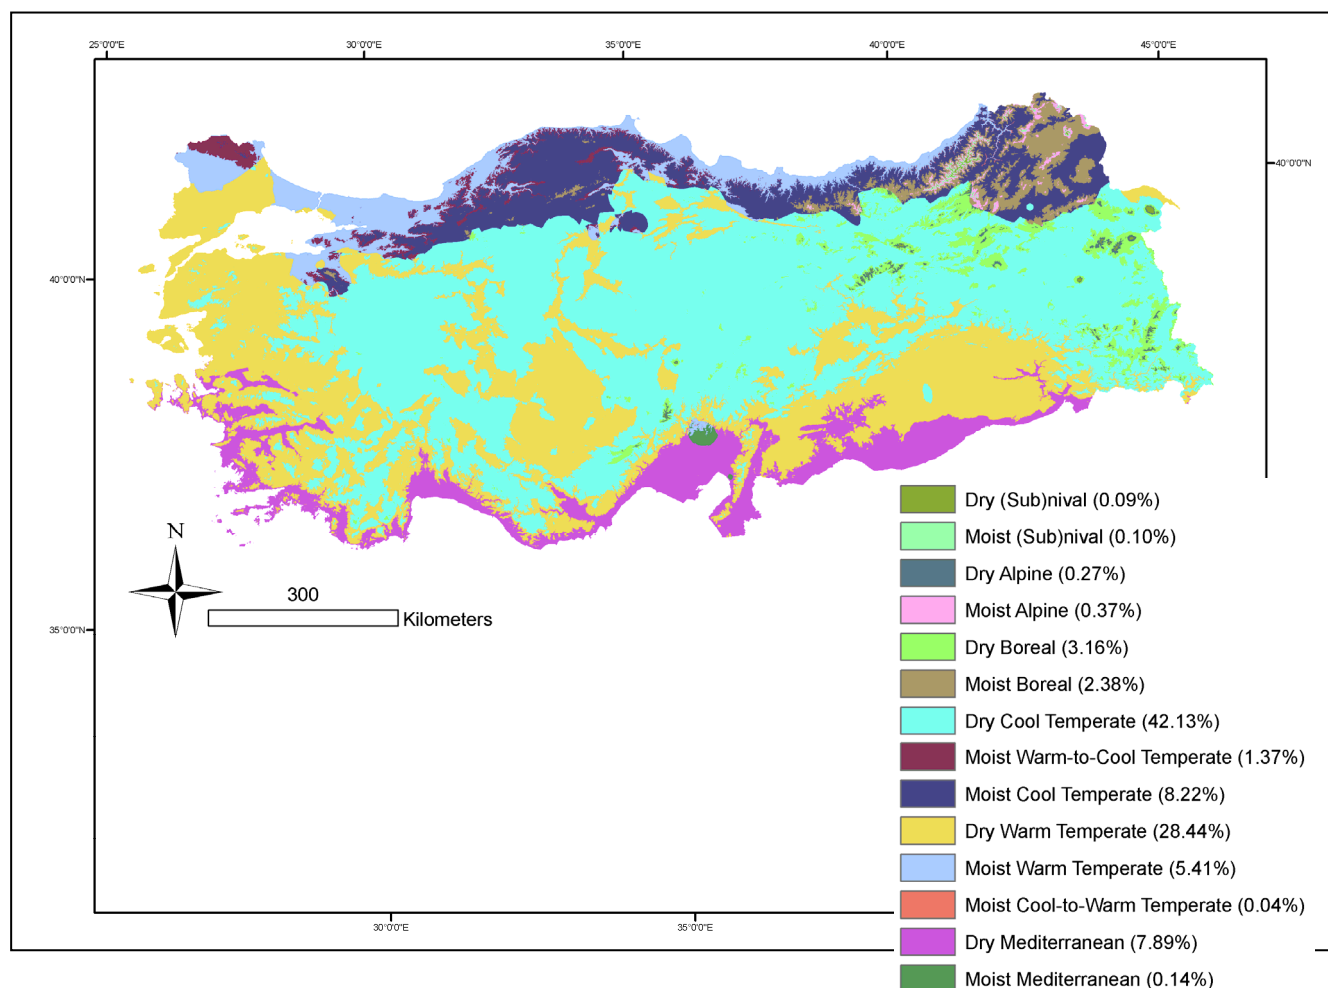 25°0'0"E 30°0'0"E 35°0'0"E 40°0'0"E 45°0'0"E
40°0'0"N
40°0'0"N
N
300
Kilometers
35°0'0"N
Dry (Sub)nival (0.09%)
Moist (Sub)nival (0.10%)
Dry Alpine (0.27%)
Moist Alpine (0.37%)
Dry Boreal (3.16%)
Moist Boreal (2.38%)
Dry Cool Temperate (42.13%)
Moist Warm-to-Cool Temperate (1.37%)
Moist Cool Temperate (8.22%)
Dry Warm Temperate (28.44%)
Moist Warm Temperate (5.41%)
Moist Cool-to-Warm Temperate (0.04%)
Dry Mediterranean (7.89%)
Moist Mediterranean (0.14%)
30°0'0"E 35°0'0"E